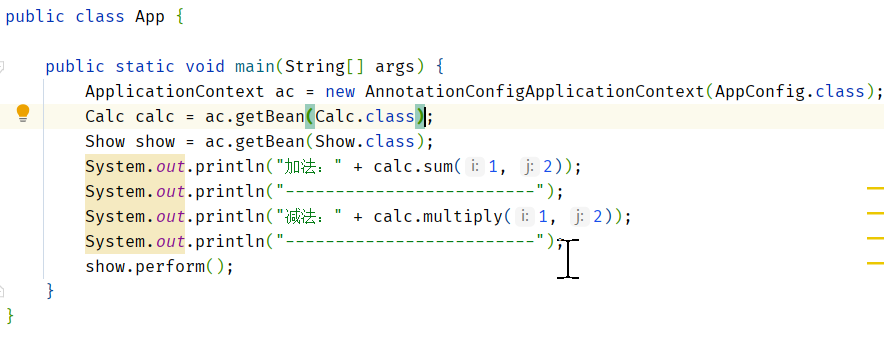 public class App {
public static void main(String[] args) {
ApplicationContext ac = new AnnotationConfigApplicationContext(AppConfig.class);
Calc calc = ac.getBean(Calc.class);
Show show = ac.getBean(Show.class);
System.out.println("加法：" + calc.sum( i: 1, j: 2));
System.out.println("-------------------------");
System.out.println("减法：" + calc.multiply( i: 1, j: 2));
System.out.println("-------------------------");
show.perform();
}
}